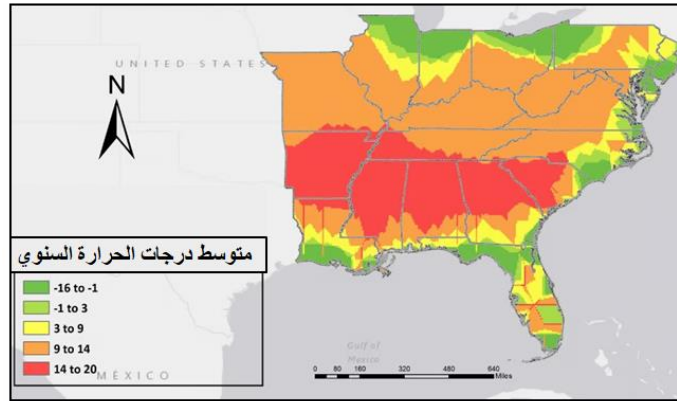 UNITED STATES
N
متوسط درجات الحرارة السنوي
-16 to -1
-1 to 3
3 to 9
9 to 14
14 to 20
Gulf of
Mexico
MÉXICO
0 80 160 320 480 640
Miles